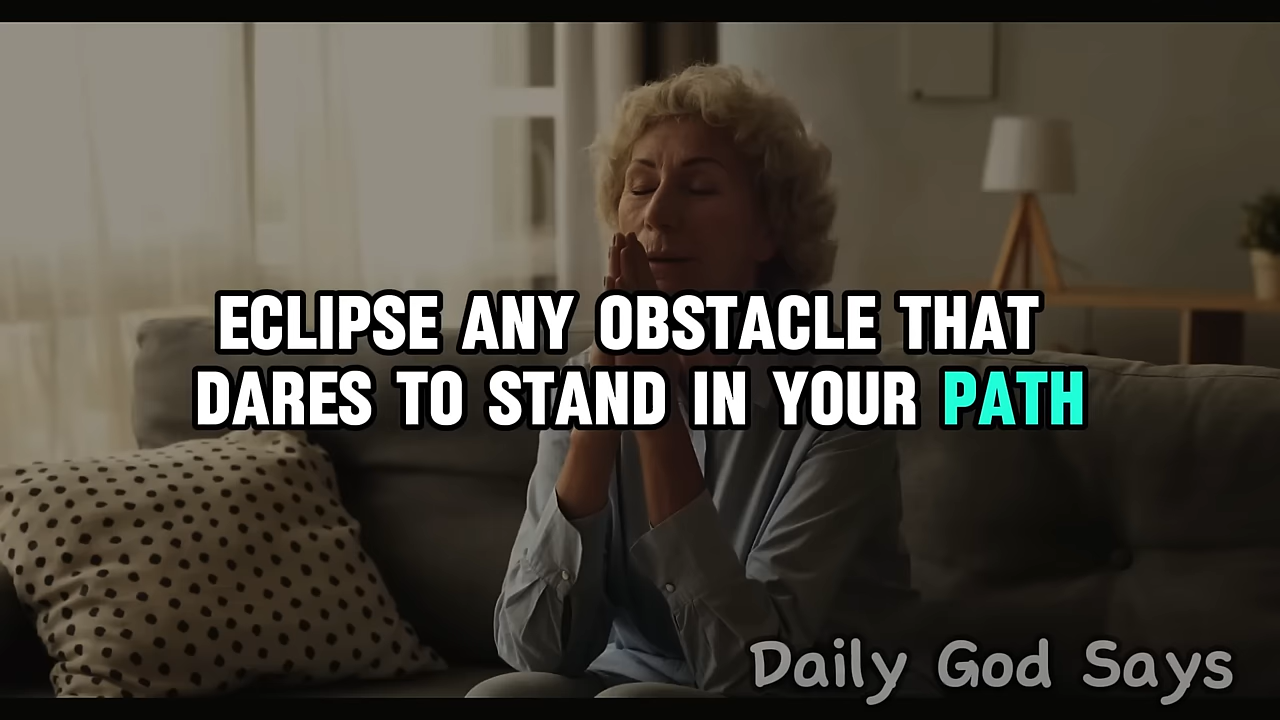 ECLIPSE ANY OBSTACLE THAT
DARES TO STAND IN YOUR PATH
Daily God Says